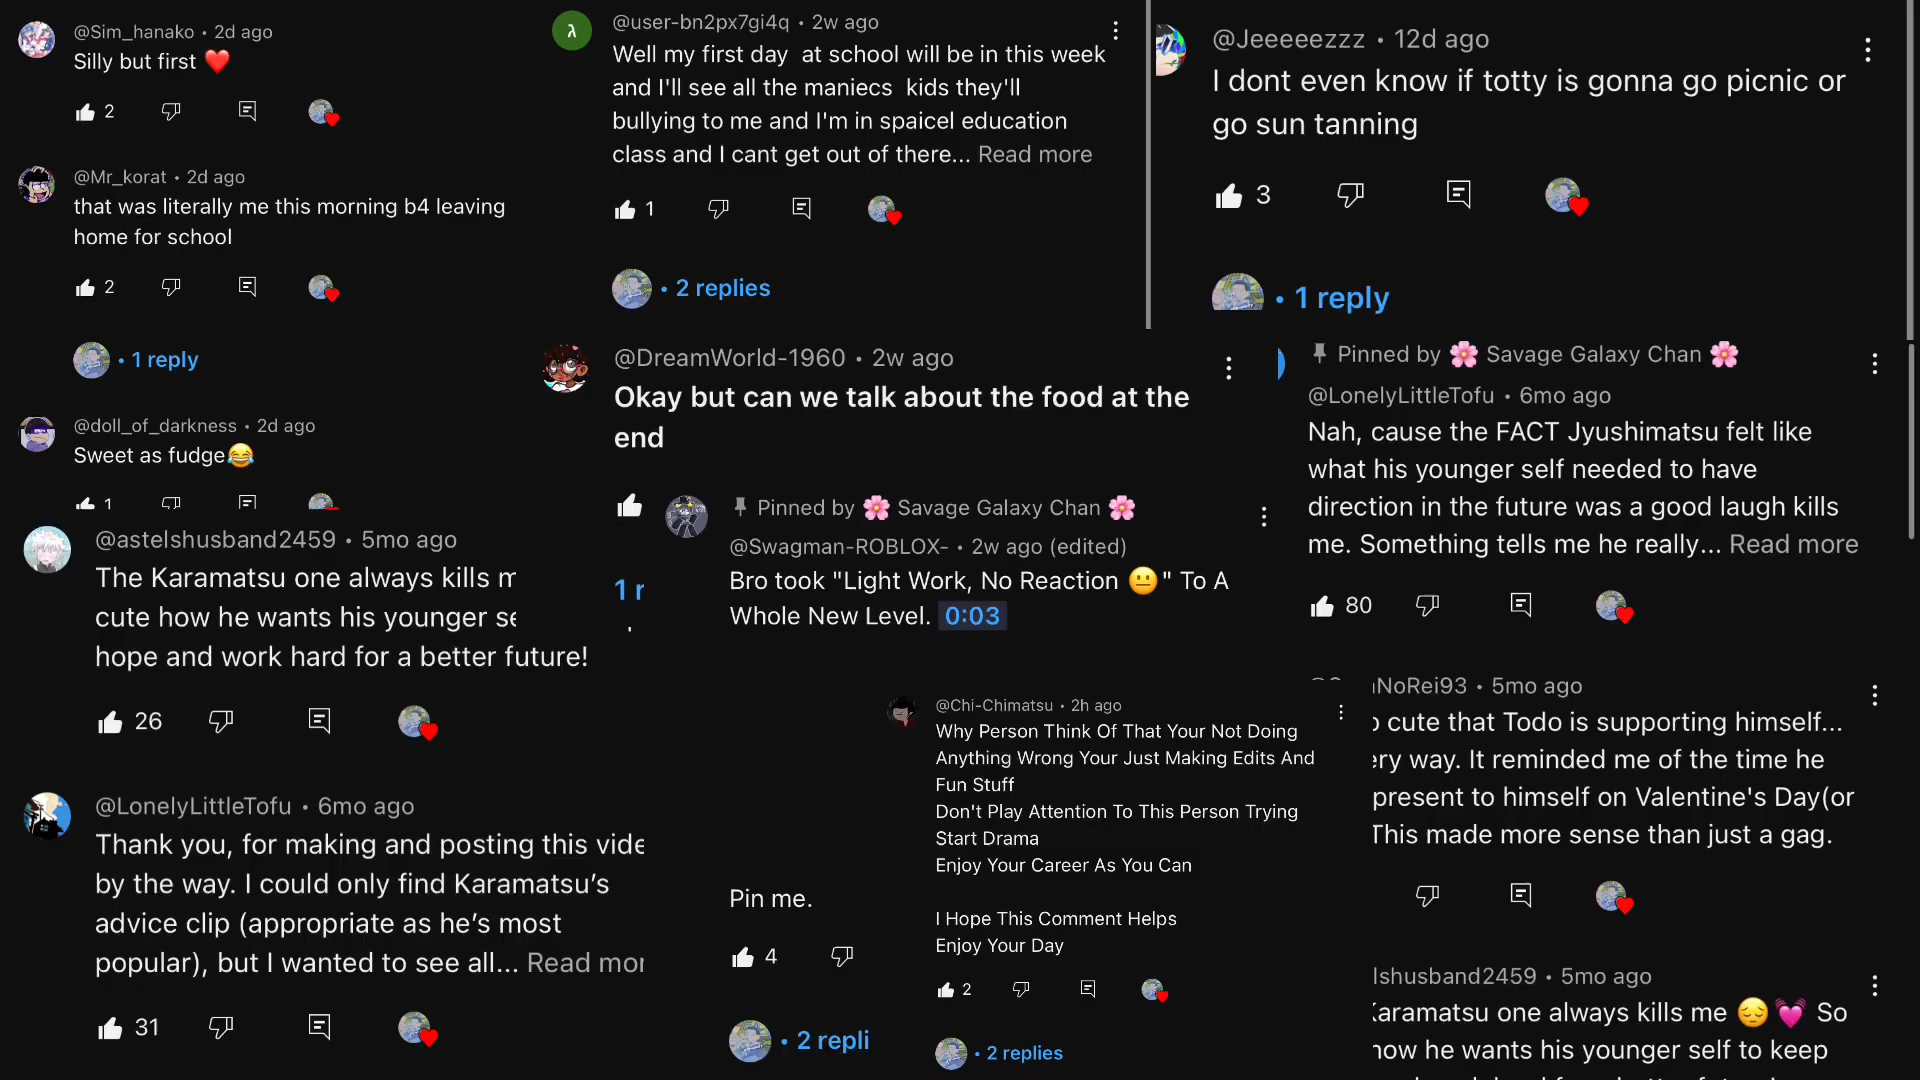 @Sim_hanako • 2d ago
Silly but first ❤️
2
@Mr_korat • 2d ago
that was literally me this morning b4 leaving
home for school
2
• 1 reply
@doll_of_darkness • 2d ago
Sweet as fudge😂
1
@astelshusband2459 • 5mo ago
The Karamatsu one always kills m
cute how he wants his younger se
hope and work hard for a better future!
26
@LonelyLittleTofu • 6mo ago
Thank you, for making and posting this vide
by the way. I could only find Karamatsu’s
advice clip (appropriate as he’s most
popular), but I wanted to see all... Read mor
31
λ
@user-bn2px7gi4q • 2w ago
Well my first day at school will be in this week
and I'll see all the maniecs kids they'll
bullying to me and I'm in spaicel education
class and I cant get out of there... Read more
1
• 2 replies
@DreamWorld-1960 • 2w ago
Okay but can we talk about the food at the
end
1 r
Pinned by 🌸 Savage Galaxy Chan 🌸
@Swagman-ROBLOX- • 2w ago (edited)
Bro took "Light Work, No Reaction 😐" To A
Whole New Level. 0:03
Pin me.
4
• 2 repli
@Chi-Chimatsu • 2h ago
Why Person Think Of That Your Not Doing
Anything Wrong Your Just Making Edits And
Fun Stuff
Don't Play Attention To This Person Trying
Start Drama
Enjoy Your Career As You Can
I Hope This Comment Helps
Enjoy Your Day
2
• 2 replies
@Jeeeeezzz • 12d ago
I dont even know if totty is gonna go picnic or
go sun tanning
3
• 1 reply
Pinned by 🌸 Savage Galaxy Chan 🌸
@LonelyLittleTofu • 6mo ago
Nah, cause the FACT Jyushimatsu felt like
what his younger self needed to have
direction in the future was a good laugh kills
me. Something tells me he really... Read more
80
NoRei93 • 5mo ago
cute that Todo is supporting himself...
ery way. It reminded me of the time he
present to himself on Valentine's Day(or
This made more sense than just a gag.
lshusband2459 • 5mo ago
Karamatsu one always kills me 😔💓 So
how he wants his younger self to keep